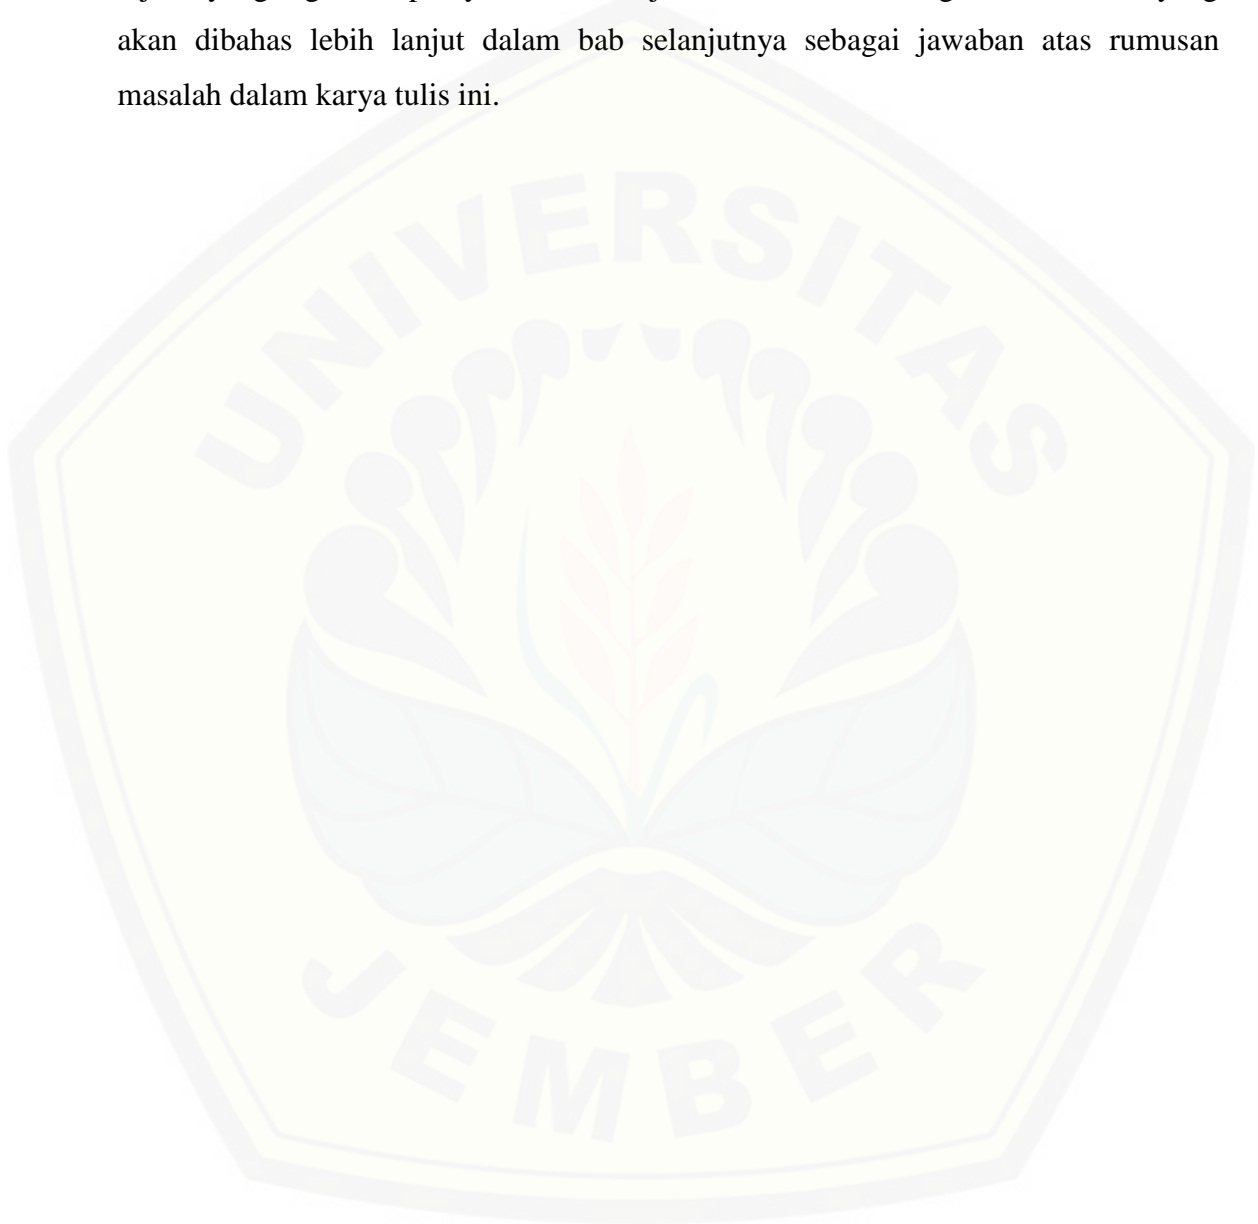 akan dibahas lebih lanjut dalam bab selanjutnya sebagai jawaban atas rumusan
masalah dalam karya tulis ini.
UNIVERSITAS
JEMBER